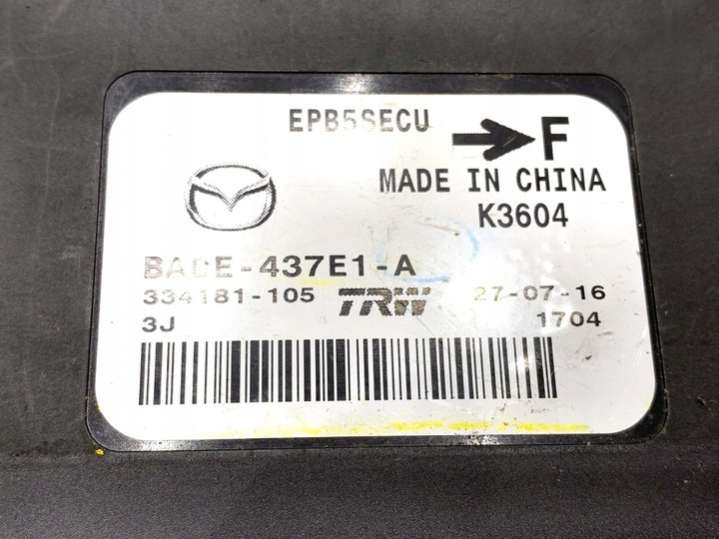 EPB5SECU
F
MADE IN CHINA
K3604
BADE-437E1-A
334181-105 TRW 27-07-16
3J 1704